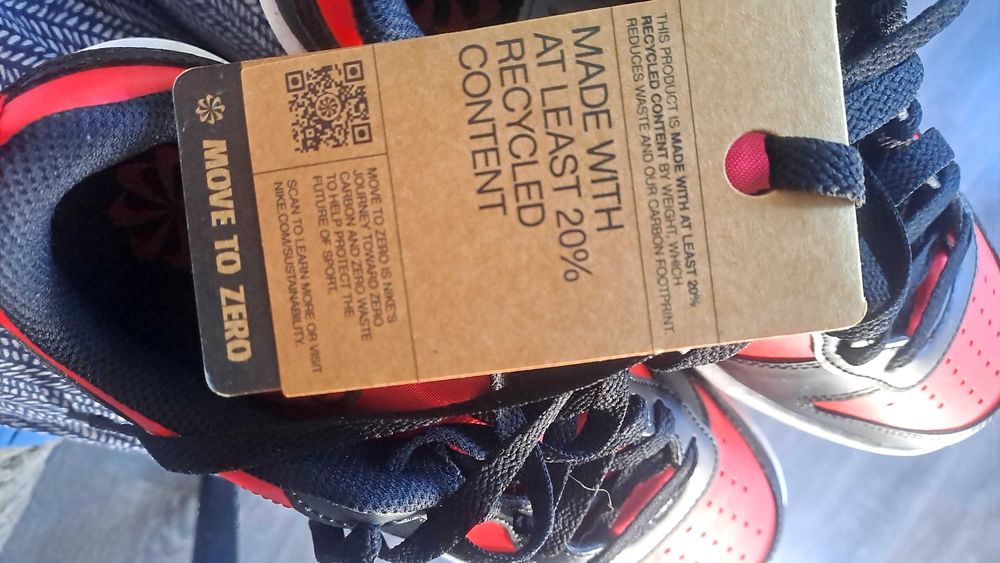 THIS PRODUCT IS MADE WITH AT LEAST 20%
RECYCLED CONTENT BY WEIGHT, WHICH
REDUCES WASTE AND OUR CARBON FOOTPRINT.
MADE WITH
AT LEAST 20%
RECYCLED
CONTENT
MOVE TO ZERO IS NIKE'S
JOURNEY TOWARD ZERO
CARBON AND ZERO WASTE
TO HELP PROTECT THE
FUTURE OF SPORT.
SCAN TO LEARN MORE OR VISIT
NIKE.COM/SUSTAINABILITY.
MOVE TO ZERO